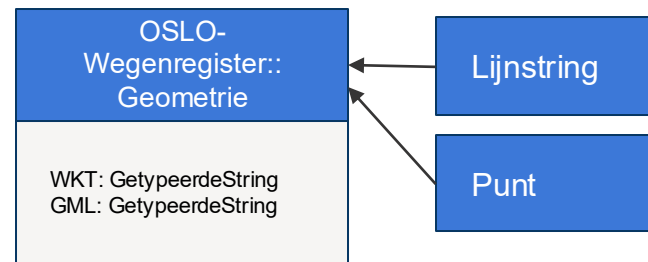 OSLO-
Wegenregister::
Geometrie
WKT: GetypeerdeString
GML: GetypeerdeString
Lijnstring
Punt